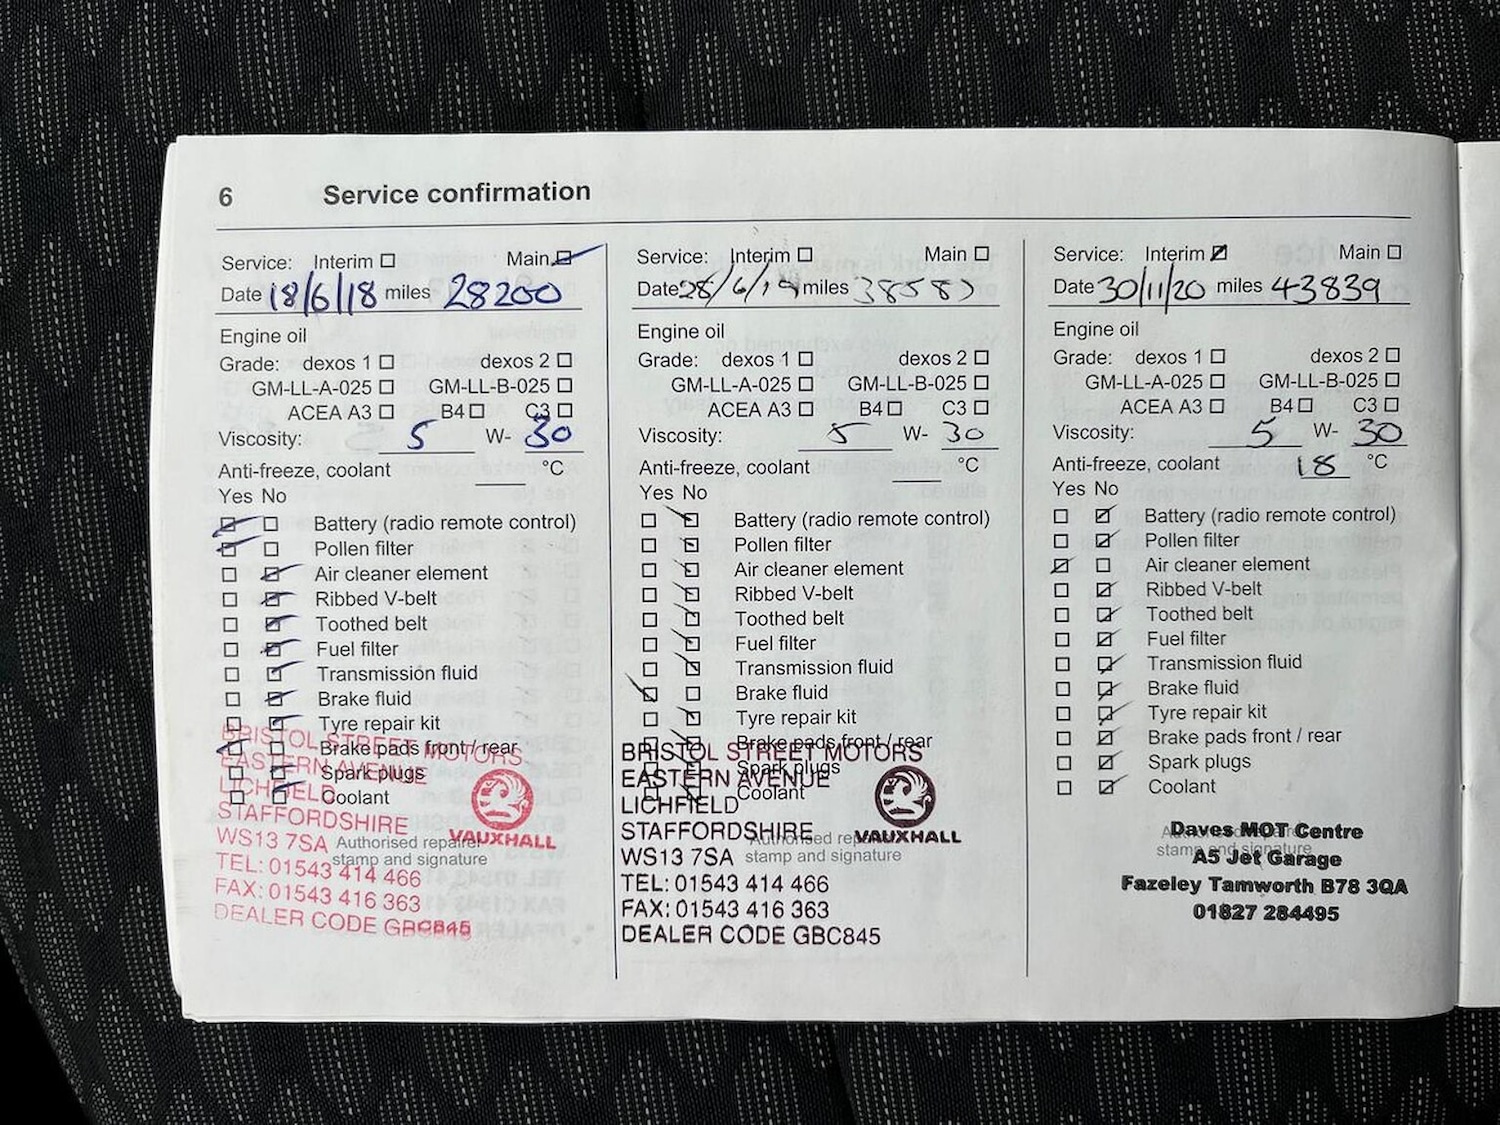 6 Service confirmation
Service: Interim Main
Date 18/6/18 miles 28200
Engine oil
Grade: dexos 1 dexos 2
GM-LL-A-025 GM-LL-B-025
ACEA A3 B4 C3
Viscosity: 5 W- 30
Anti-freeze, coolant °C
Yes No
Battery (radio remote control)
Pollen filter
Air cleaner element
Ribbed V-belt
Toothed belt
Fuel filter
Transmission fluid
Brake fluid
Tyre repair kit
Brake pads front / rear
Spark plugs
Coolant
BRISTOL STREET MOTORS
EASTERN AVENUE
LICHFIELD
STAFFORDSHIRE
WS13 7SA
TEL: 01543 414 466
FAX: 01543 416 363
DEALER CODE GBC845
VAUXHALL
Authorised repairer
stamp and signature
Service: Interim Main
Date miles
Engine oil
Grade: dexos 1 dexos 2
GM-LL-A-025 GM-LL-B-025
ACEA A3 B4 C3
Viscosity: 5 W- 30
Anti-freeze, coolant °C
Yes No
Battery (radio remote control)
Pollen filter
Air cleaner element
Ribbed V-belt
Toothed belt
Fuel filter
Transmission fluid
Brake fluid
Tyre repair kit
Brake pads front / rear
Spark plugs
Coolant
BRISTOL STREET MOTORS
EASTERN AVENUE
LICHFIELD
STAFFORDSHIRE
WS13 7SA
TEL: 01543 414 466
FAX: 01543 416 363
DEALER CODE GBC845
VAUXHALL
Authorised repairer
stamp and signature
Service: Interim Main
Date 30/11/20 miles 43839
Engine oil
Grade: dexos 1 dexos 2
GM-LL-A-025 GM-LL-B-025
ACEA A3 B4 C3
Viscosity: 5 W- 30
Anti-freeze, coolant 18 °C
Yes No
Battery (radio remote control)
Pollen filter
Air cleaner element
Ribbed V-belt
Toothed belt
Fuel filter
Transmission fluid
Brake fluid
Tyre repair kit
Brake pads front / rear
Spark plugs
Coolant
Authorised repairer
stamp and signature
Daves MOT Centre
A5 Jet Garage
Fazeley Tamworth B78 3QA
01827 284495